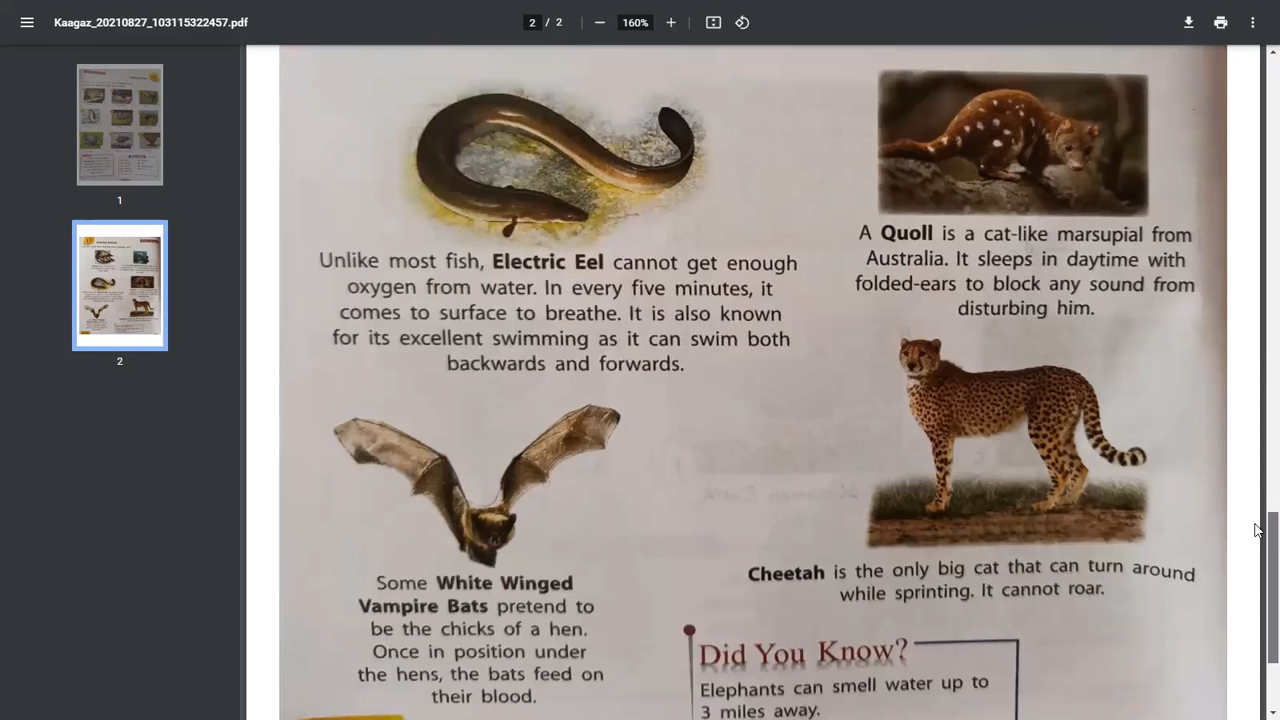 Kaagaz_20210827_103115322457.pdf
2 / 2
160%
1
2
Unlike most fish, Electric Eel cannot get enough
oxygen from water. In every five minutes, it
comes to surface to breathe. It is also known
for its excellent swimming as it can swim both
backwards and forwards.
A Quoll is a cat-like marsupial from
Australia. It sleeps in daytime with
folded-ears to block any sound from
disturbing him.
Some White Winged
Vampire Bats pretend to
be the chicks of a hen.
Once in position under
the hens, the bats feed on
their blood.
Cheetah is the only big cat that can turn around
while sprinting. It cannot roar.
Did You Know?
Elephants can smell water up to
3 miles away.